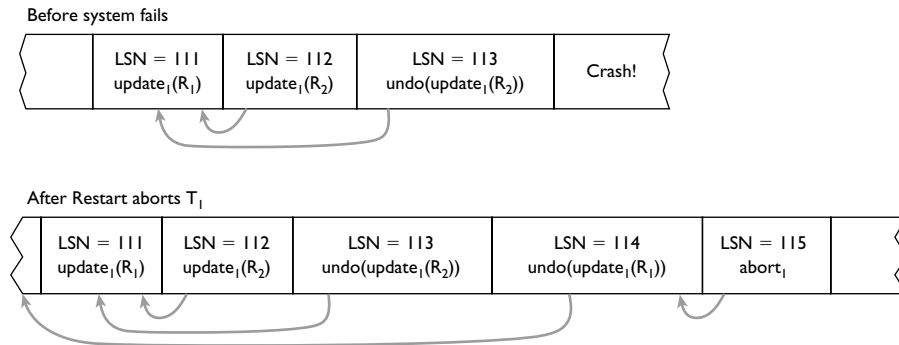 Before system fails
LSN = 111
update₁(R₁)
LSN = 112
update₁(R₂)
LSN = 113
undo(update₁(R₂))
Crash!
After Restart aborts T₁
LSN = 111
update₁(R₁)
LSN = 112
update₁(R₂)
LSN = 113
undo(update₁(R₂))
LSN = 114
undo(update₁(R₁))
LSN = 115
abort₁